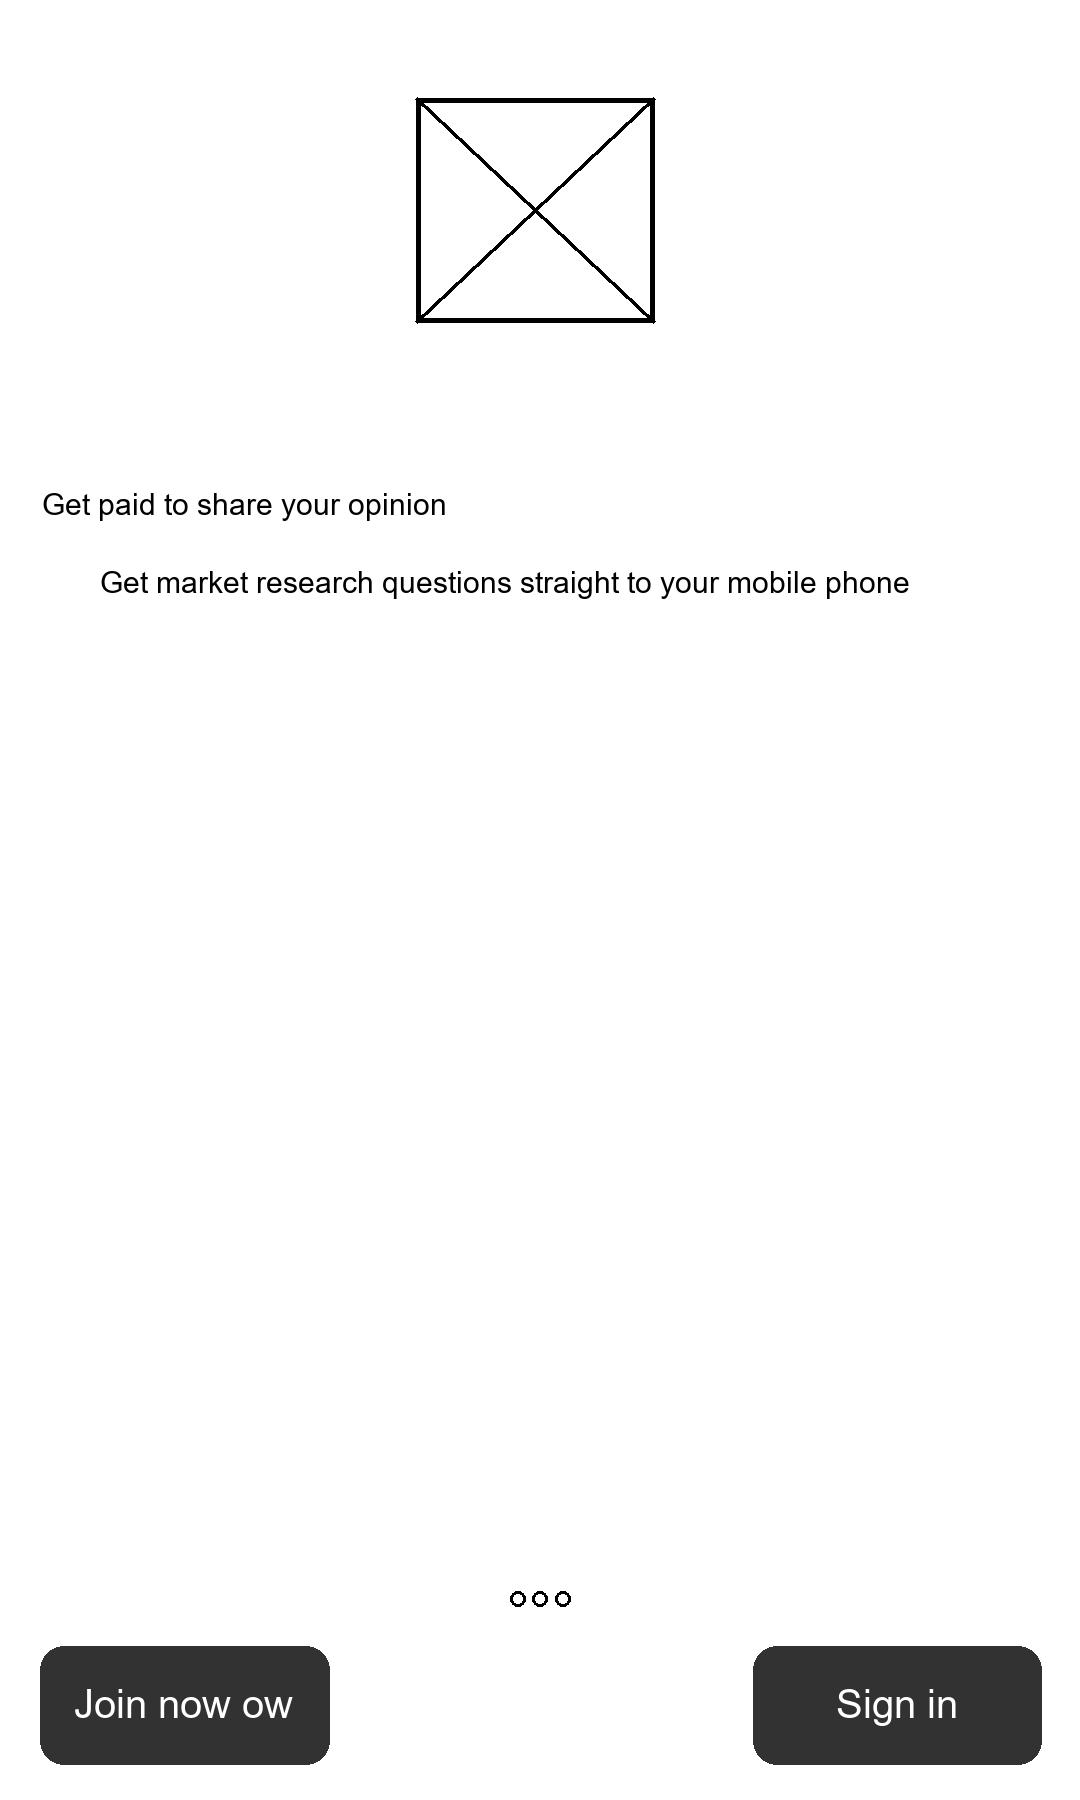 Get paid to share your opinion
Get market research questions straight to your mobile phone
Join now ow
Sign in